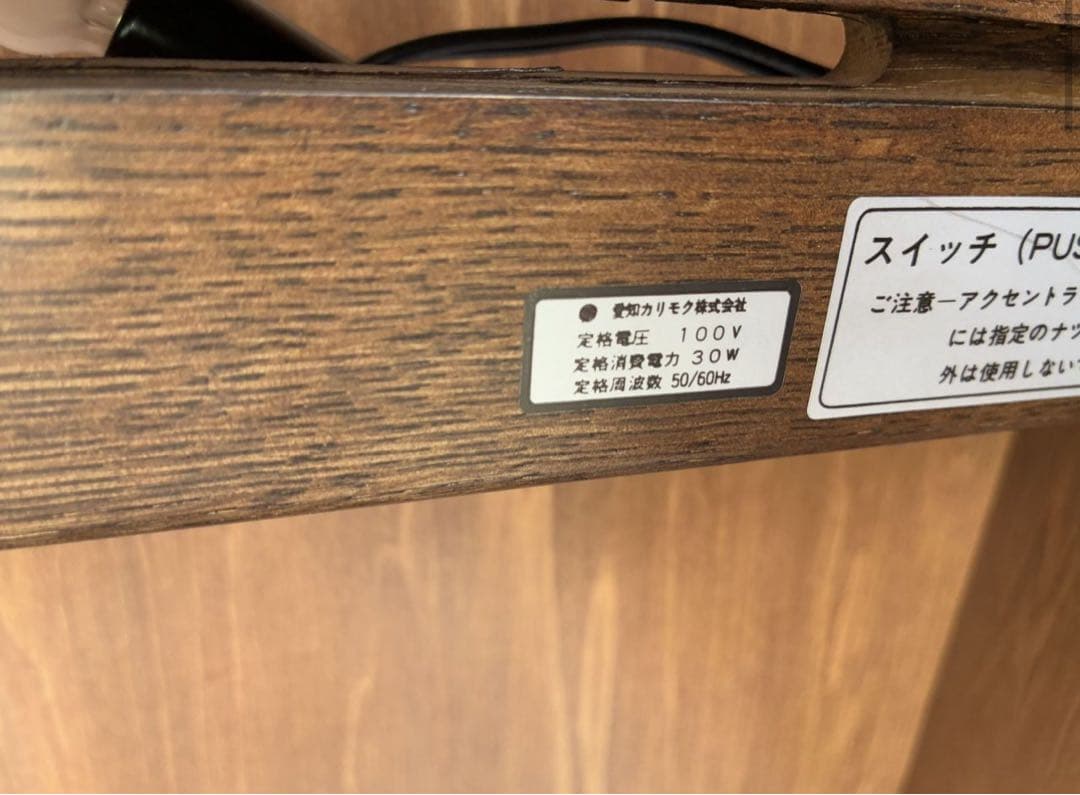 愛知カリモク株式会社
定格電圧 100V
定格消費電力 30W
定格周波数 50/60Hz
スイッチ (PUS
ご注意ーアクセントラ
には指定のナツ
外は使用しない